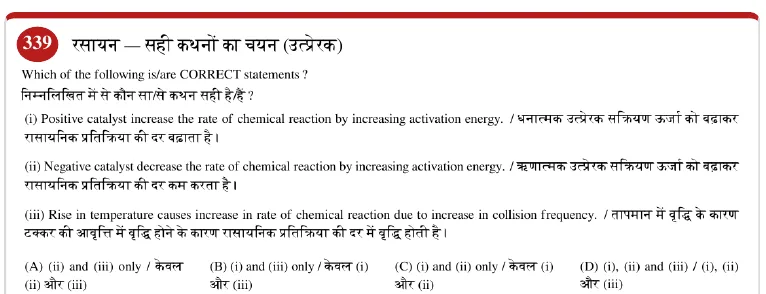 339 रसायन — सही कथनों का चयन (उत्प्रेरक)
Which of the following is/are CORRECT statements ?
निम्नलिखित में से कौन सा/से कथन सही है/हैं ?
(i) Positive catalyst increase the rate of chemical reaction by increasing activation energy. / धनात्मक उत्प्रेरक सक्रियण ऊर्जा को बढ़ाकर
रासायनिक प्रतिक्रिया की दर बढ़ाता है।
(ii) Negative catalyst decrease the rate of chemical reaction by increasing activation energy. / ऋणात्मक उत्प्रेरक सक्रियण ऊर्जा को बढ़ाकर
रासायनिक प्रतिक्रिया की दर कम करता है।
(iii) Rise in temperature causes increase in rate of chemical reaction due to increase in collision frequency. / तापमान में वृद्धि के कारण
टक्कर की आवृत्ति में वृद्धि होने के कारण रासायनिक प्रतिक्रिया की दर में वृद्धि होती है।
(A) (ii) and (iii) only / केवल (B) (i) and (iii) only / केवल (i) (C) (i) and (ii) only / केवल (i) (D) (i), (ii) and (iii) / (i), (ii)
(ii) और (iii) और (iii) और (ii) और (iii)